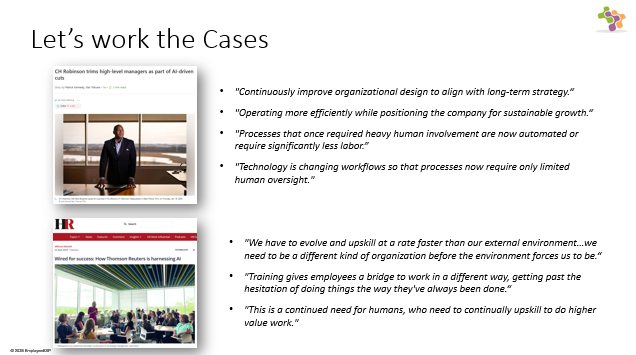 Let's work the Cases
CH Robinson trims high-level managers as part of AI-driven
cuts
• "Continuously improve organizational design to align with long-term strategy."
• "Operating more efficiently while positioning the company for sustainable growth."
• "Processes that once required heavy human involvement are now automated or
require significantly less labor."
• "Technology is changing workflows so that processes now require only limited
human oversight."
HR
Wired for success: How Thomson Reuters is harnessing AI
• "We have to evolve and upskill at a rate faster than our external environment...we
need to be a different kind of organization before the environment forces us to be."
• "Training gives employees a bridge to work in a different way, getting past the
hesitation of doing things the way they've always been done."
• "This is a continued need for humans, who need to continually upskill to do higher
value work."